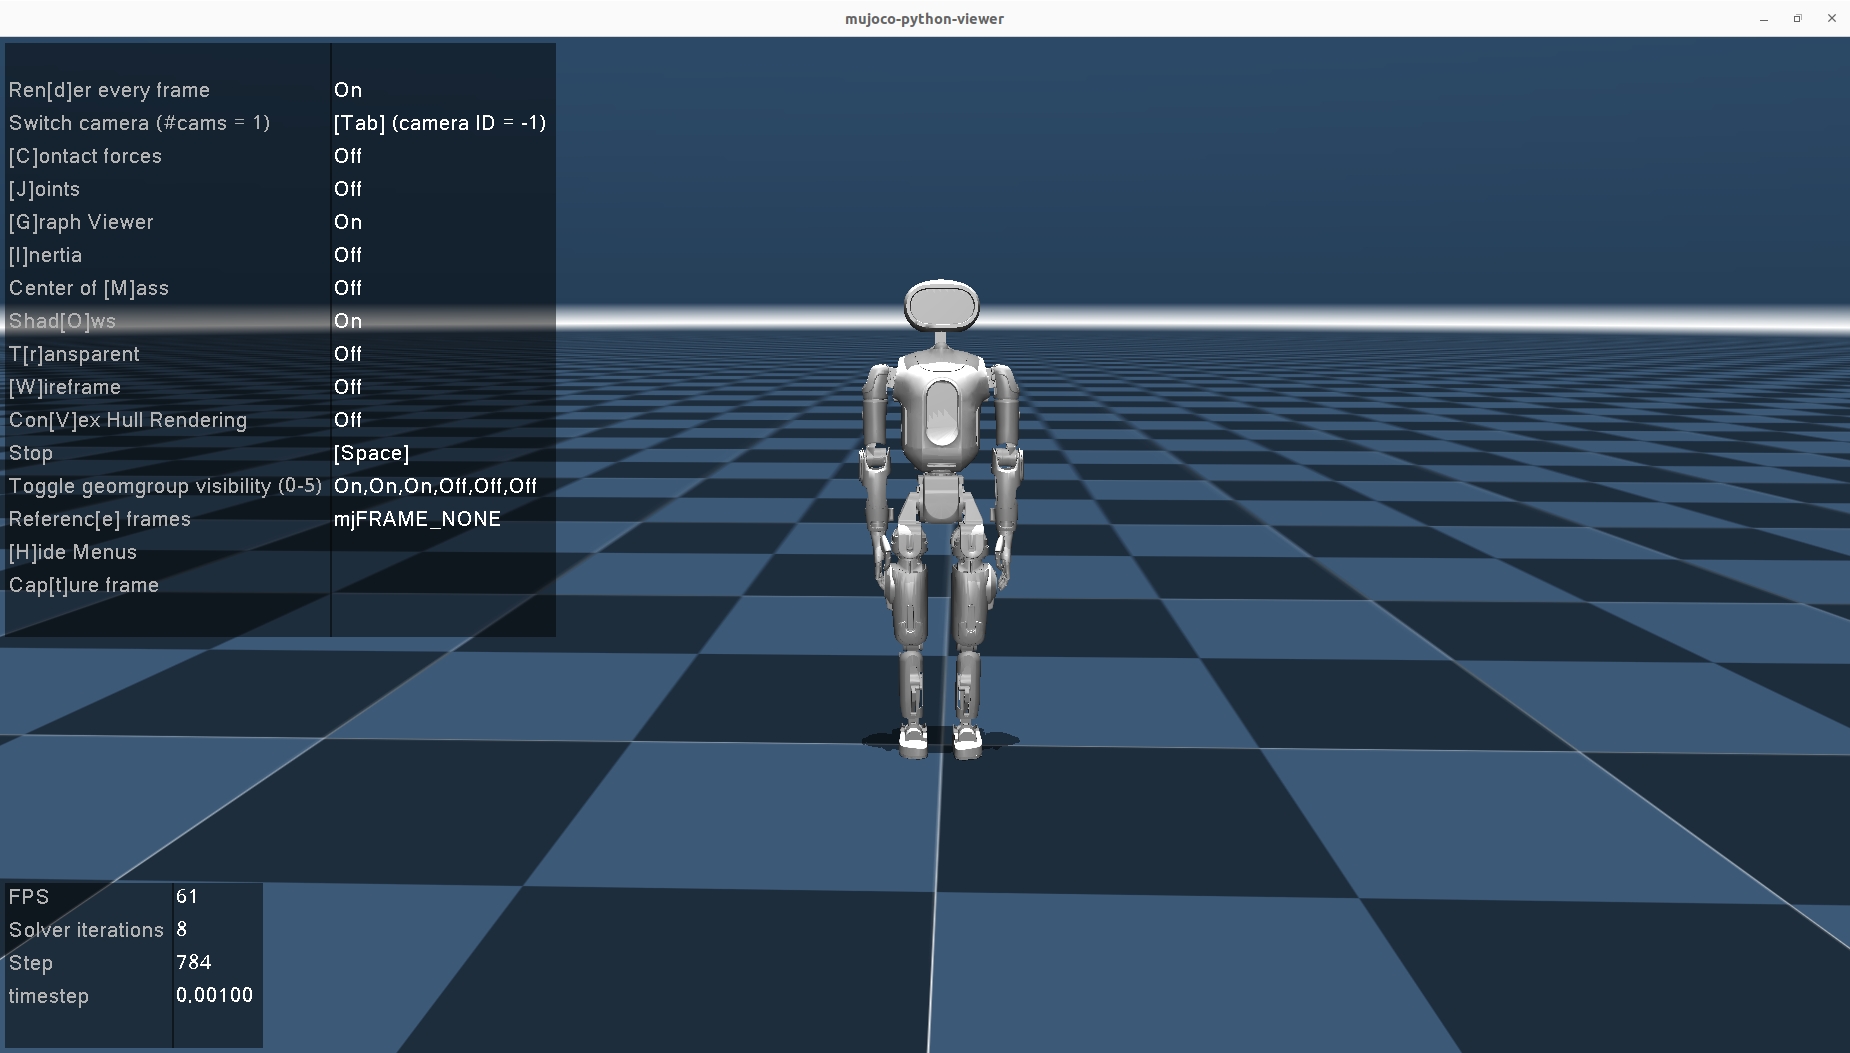 mujoco-python-viewer
Ren[d]er every frame On
Switch camera (#cams = 1) [Tab] (camera ID = -1)
[C]ontact forces Off
[J]oints Off
[G]raph Viewer On
[I]nertia Off
Center of [M]ass Off
Shad[O]ws On
T[r]ansparent Off
[W]ireframe Off
Con[V]ex Hull Rendering Off
Stop [Space]
Toggle geomgroup visibility (0-5) On,On,On,Off,Off,Off
Referenc[e] frames mjFRAME_NONE
[H]ide Menus
Cap[t]ure frame
FPS 61
Solver iterations 8
Step 784
timestep 0.00100